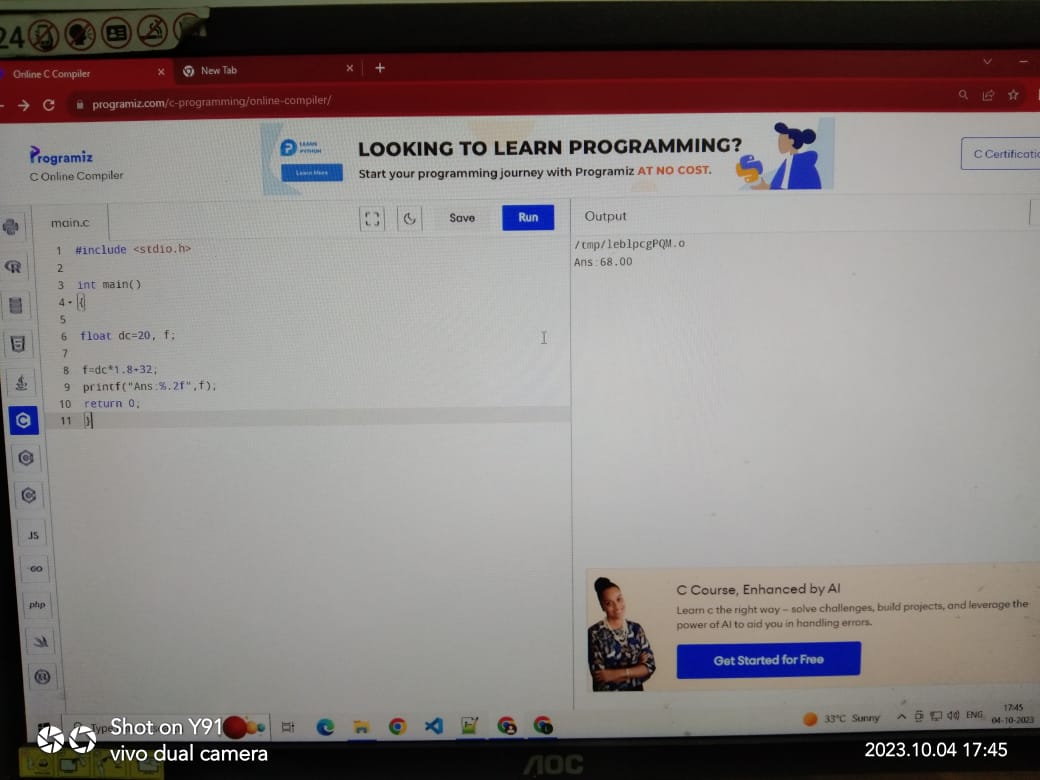 24
Online C Compiler
New Tab
programiz.com/c-programming/online-compiler/
Programiz
C Online Compiler
LEARN
PYTHON
Learn More
LOOKING TO LEARN PROGRAMMING?
Start your programming journey with Programiz AT NO COST.
main.c
Save
Run
Output
1 #include <stdio.h>
2
3 int main()
4 {
5
6 float dc=20, f;
7
8 f=dc*1.8+32;
9 printf("Ans:%.2f",f);
10 return 0;
11 }
/tmp/leblpcgPQM.o
Ans:68.00
JS
GO
php
C Course, Enhanced by AI
Learn c the right way – solve challenges, build projects, and leverage the
power of AI to aid you in handling errors.
Get Started for Free
33°C Sunny
ENG
17:45
04-10-2023
Shot on Y91
vivo dual camera
2023.10.04 17:45
AOC